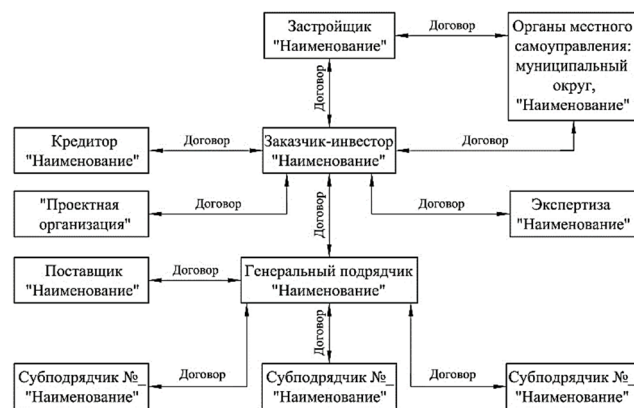 Застройщик
"Наименование"
Договор
Органы местного
самоуправления:
муниципальный
округ,
"Наименование"
Договор
Кредитор
"Наименование"
Договор
Заказчик-инвестор
"Наименование"
Договор
"Проектная
организация"
Договор
Договор
Договор
Экспертиза
"Наименование"
Поставщик
"Наименование"
Договор
Генеральный подрядчик
"Наименование"
Договор
Договор
Договор
Субподрядчик №_
"Наименование"
Субподрядчик №_
"Наименование"
Субподрядчик №_
"Наименование"